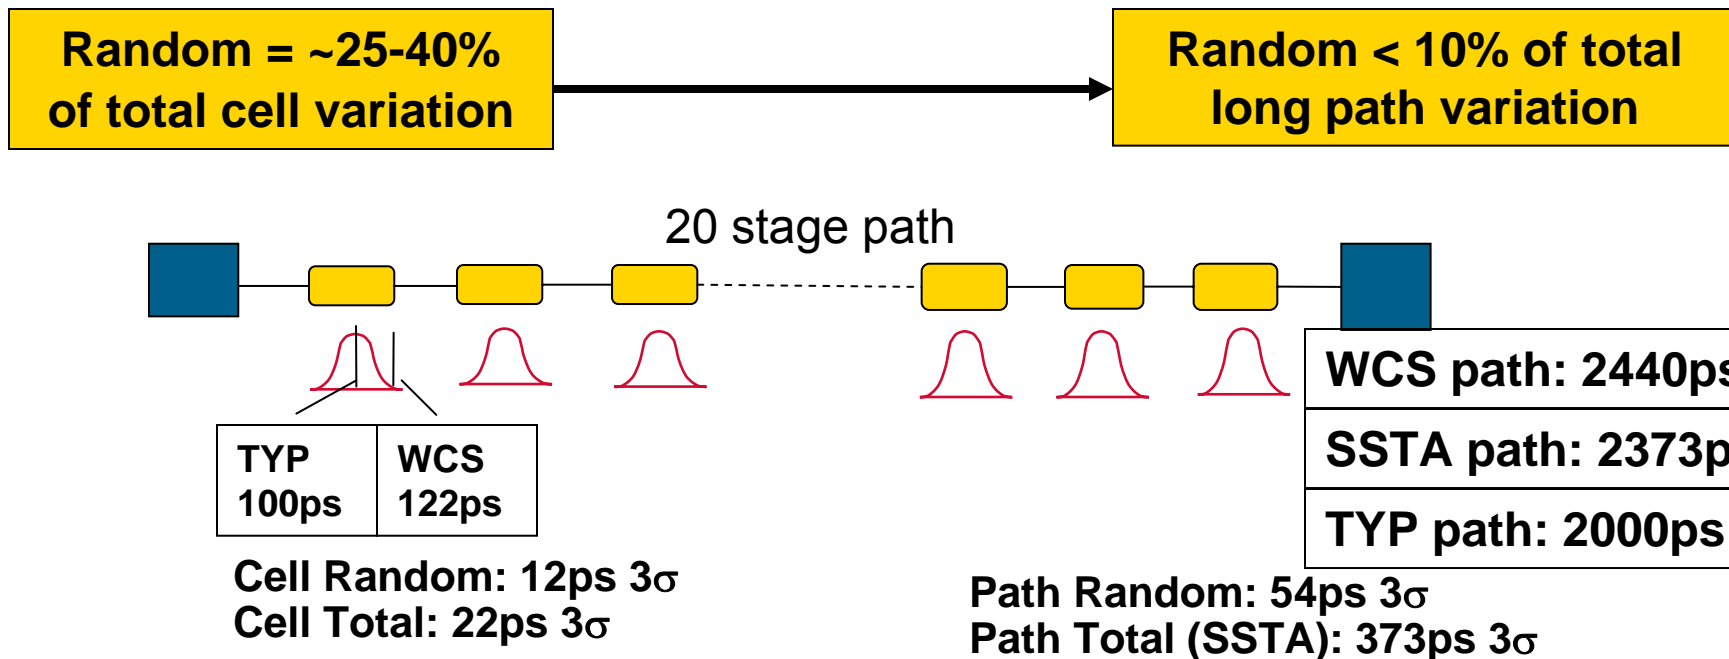 Random = ~25-40%
of total cell variation
Random < 10% of total
long path variation
20 stage path
TYP
100ps
WCS
122ps
WCS path: 2440ps
SSTA path: 2373p
TYP path: 2000ps
Cell Random: 12ps 3σ
Cell Total: 22ps 3σ
Path Random: 54ps 3σ
Path Total (SSTA): 373ps 3σ